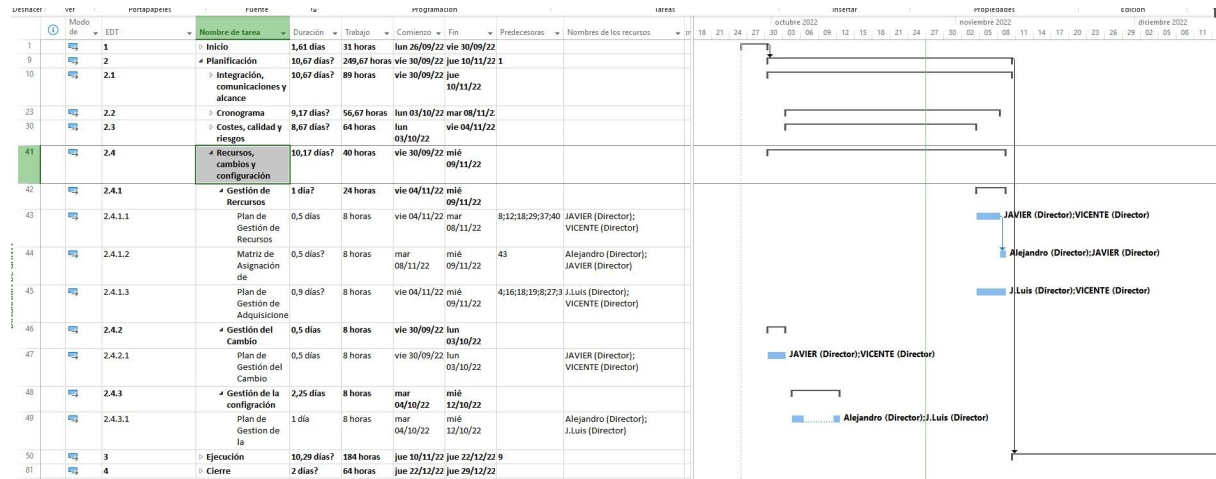 Deshacer Ver Portapapeles Fuente Programación Tareas Insertar Propiedades Edición
Modo de EDT Nombre de tarea Duración Trabajo Comienzo Fin Predecesoras Nombres de los recursos
octubre 2022 noviembre 2022 diciembre 2022
18 21 24 27 30 03 06 09 12 15 18 21 24 27 30 02 05 08 11 14 17 20 23 26 29 02 05 08 11
1 1 Inicio 1,61 días 31 horas lun 26/09/22 vie 30/09/22
9 2 Planificación 10,67 días? 249,67 horas vie 30/09/22 jue 10/11/22 1
10 2.1 Integración, 10,67 días? 89 horas vie 30/09/22 jue
comunicaciones y 10/11/22
alcance
23 2.2 Cronograma 9,17 días? 56,67 horas lun 03/10/22 mar 08/11/2
30 2.3 Costes, calidad y 8,67 días? 64 horas lun vie 04/11/22
riesgos 03/10/22
41 2.4 Recursos, 10,17 días? 40 horas vie 30/09/22 mié
cambios y 09/11/22
configuración
42 2.4.1 Gestión de 1 día? 24 horas vie 04/11/22 mié
Rercursos 09/11/22
43 2.4.1.1 Plan de 0,5 días 8 horas vie 04/11/22 mar 8;12;18;29;37;40 JAVIER (Director); JAVIER (Director);VICENTE (Director)
Gestión de 08/11/22 VICENTE (Director)
Recursos
44 2.4.1.2 Matriz de 0,5 días? 8 horas mar mié 43 Alejandro (Director); Alejandro (Director);JAVIER (Director)
Asignación 08/11/22 09/11/22 JAVIER (Director)
de
45 2.4.1.3 Plan de 0,9 días? 8 horas vie 04/11/22 mié 4;16;18;19;8;27;3 J.Luis (Director); J.Luis (Director);VICENTE (Director)
Gestión de 09/11/22 VICENTE (Director)
Adquisicione
46 2.4.2 Gestión del 0,5 días 8 horas vie 30/09/22 lun
Cambio 03/10/22
47 2.4.2.1 Plan de 0,5 días 8 horas vie 30/09/22 lun JAVIER (Director); JAVIER (Director);VICENTE (Director)
Gestión del 03/10/22 VICENTE (Director)
Cambio
48 2.4.3 Gestión de la 2,25 días 8 horas mar mié
configración 04/10/22 12/10/22
49 2.4.3.1 Plan de 1 día 8 horas mar mié Alejandro (Director); Alejandro (Director);J.Luis (Director)
Gestion de 04/10/22 12/10/22 J.Luis (Director)
la
50 3 Ejecución 10,29 días? 184 horas jue 10/11/22 jue 22/12/22 9
81 4 Cierre 2 días? 64 horas jue 22/12/22 jue 29/12/22